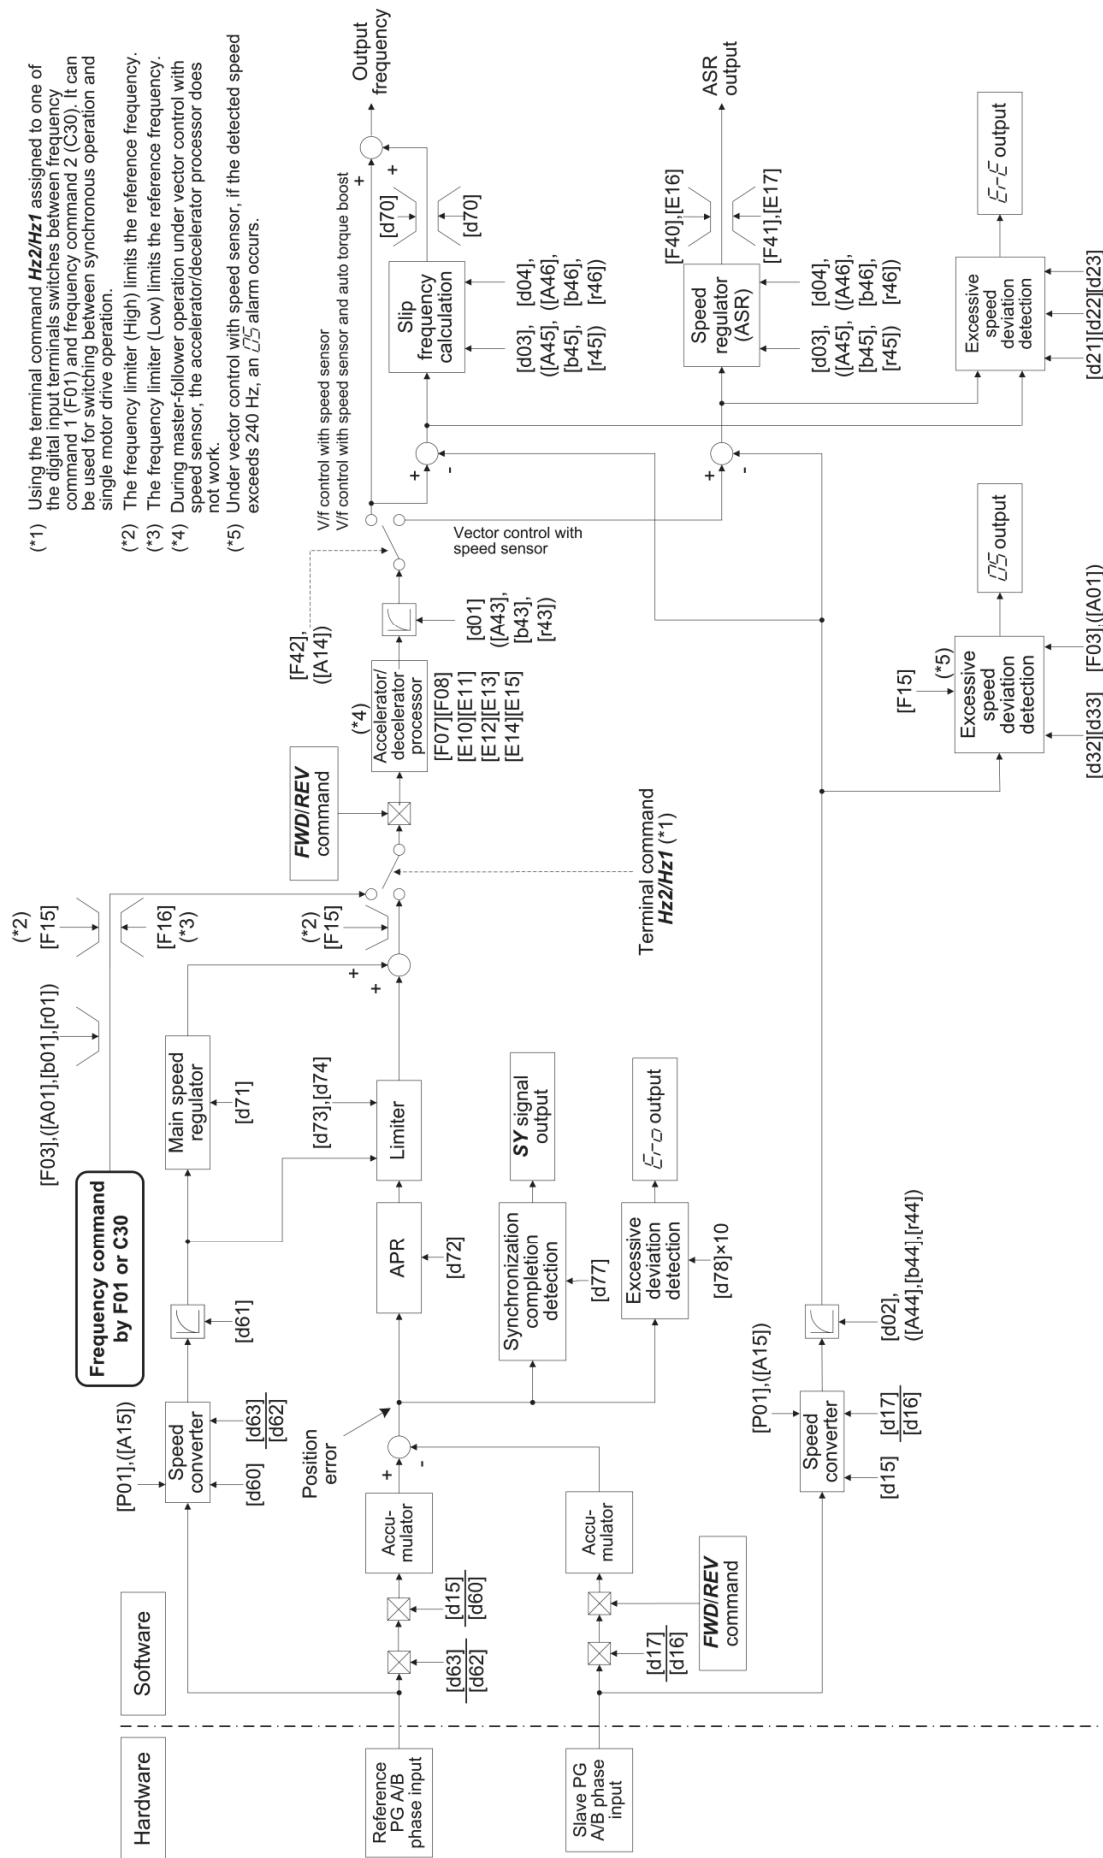 (*1) Using the terminal command Hz2/Hz1 assigned to one of
the digital input terminals switches between frequency
command 1 (F01) and frequency command 2 (C30). It can
be used for switching between synchronous operation and
single motor drive operation.
(*2) The frequency limiter (High) limits the reference frequency.
(*3) The frequency limiter (Low) limits the reference frequency.
(*4) During master-follower operation under vector control with
speed sensor, the accelerator/decelerator processor does
not work.
(*5) Under vector control with speed sensor, if the detected speed
exceeds 240 Hz, an OS alarm occurs.
Hardware
Software
Reference
PG A/B
phase input
Slave PG
A/B phase
input
[P01],([A15])
Speed
converter
[d60]
[d63]
[d62]
[d61]
Frequency command
by F01 or C30
[F03],([A01],[b01],[r01])
(*2)
[F15]
[F16]
(*3)
Main speed
regulator
[d71]
+
+
(*2)
[F15]
[d63]
[d62]
[d15]
[d60]
Accu-
mulator
+
-
Position
error
APR
[d72]
Limiter
[d73],[d74]
[d17]
[d16]
FWD/REV
command
Accu-
mulator
Synchronization
completion
detection
[d77]
SY signal
output
Excessive
deviation
detection
[d78]×10
Ero output
Terminal command
Hz2/Hz1 (*1)
FWD/REV
command
(*4)
Accelerator/
decelerator
processor
[F07][F08]
[E10][E11]
[E12][E13]
[E14][E15]
[d01]
([A43],
[b43],
[r43])
[F42],
([A14])
V/f control with speed sensor
V/f control with speed sensor and auto torque boost
Vector control with
speed sensor
+
-
Slip
frequency
calculation
[d03],
([A45],
[b45],
[r45])
[d04],
([A46],
[b46],
[r46])
[d70]
[d70]
+
+
Output
frequency
+
-
Speed
regulator
(ASR)
[d03],
([A45],
[b45],
[r45])
[d04],
([A46],
[b46],
[r46])
[F40],[E16]
[F41],[E17]
ASR
output
Excessive
speed
deviation
detection
[d21][d22][d23]
ErE output
[P01],([A15])
Speed
converter
[d15]
[d17]
[d16]
[d02],
([A44],[b44],[r44])
[F15]
(*5)
Excessive
speed
deviation
detection
[d32][d33]
[F03],([A01])
OS output